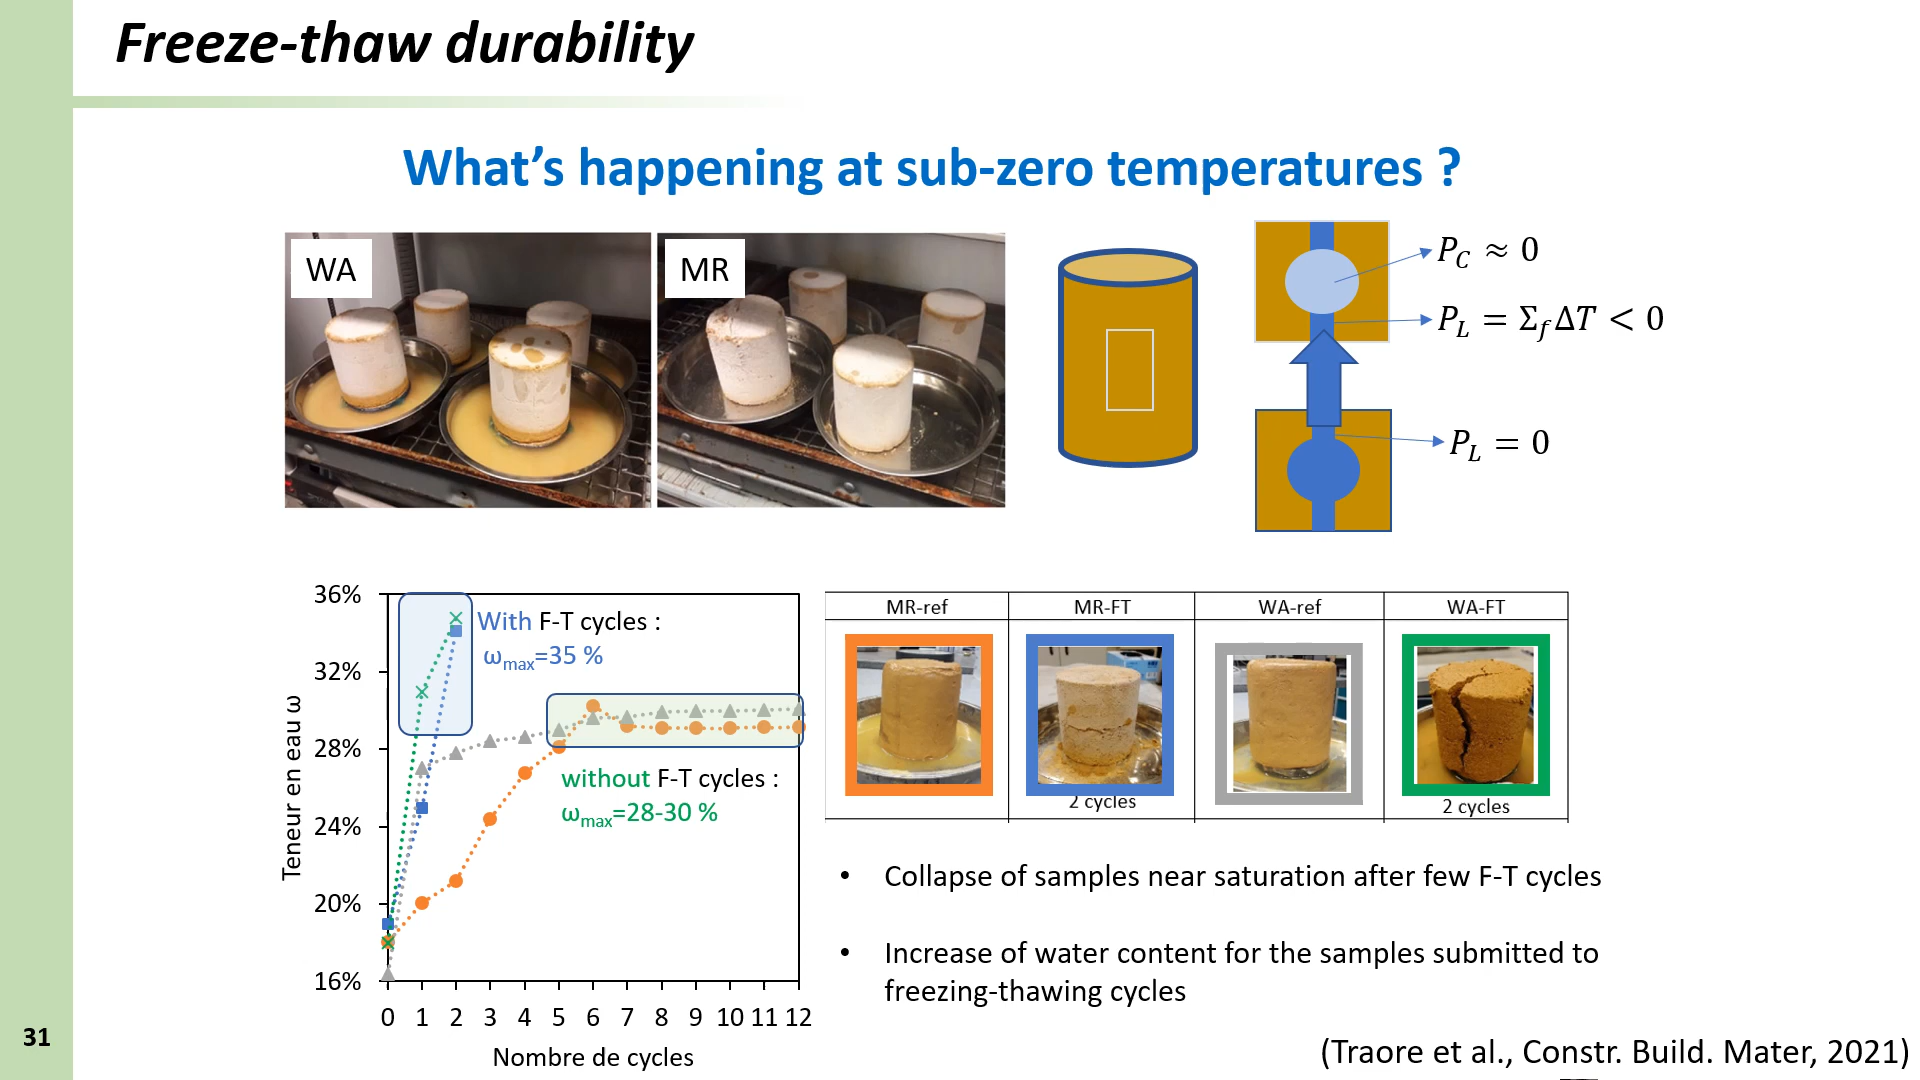 Freeze-thaw durability
What’s happening at sub-zero temperatures ?
WA
MR
P_C ≈ 0
P_L = Σ_f ΔT < 0
P_L = 0
36%
32%
28%
24%
20%
16%
Teneur en eau ω
0 1 2 3 4 5 6 7 8 9 10 11 12
Nombre de cycles
With F-T cycles :
ω_max=35 %
without F-T cycles :
ω_max=28-30 %
MR-ref MR-FT WA-ref WA-FT
2 cycles 2 cycles
• Collapse of samples near saturation after few F-T cycles
• Increase of water content for the samples submitted to
freezing-thawing cycles
(Traore et al., Constr. Build. Mater, 2021)
31